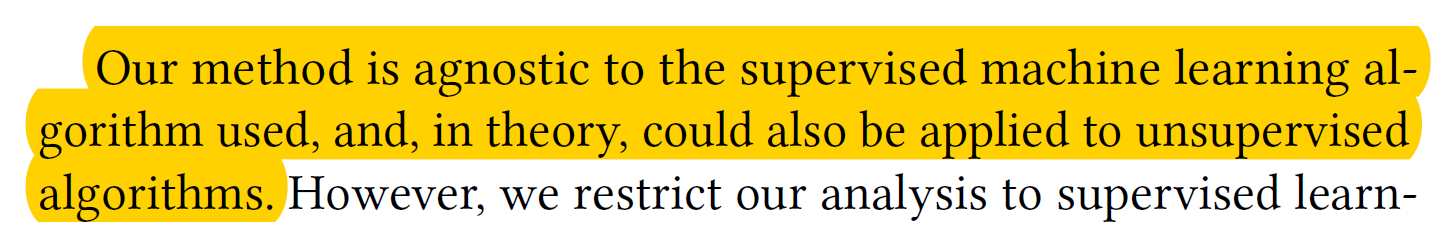 Our method is agnostic to the supervised machine learning al-
gorithm used, and, in theory, could also be applied to unsupervised
algorithms. However, we restrict our analysis to supervised learn-